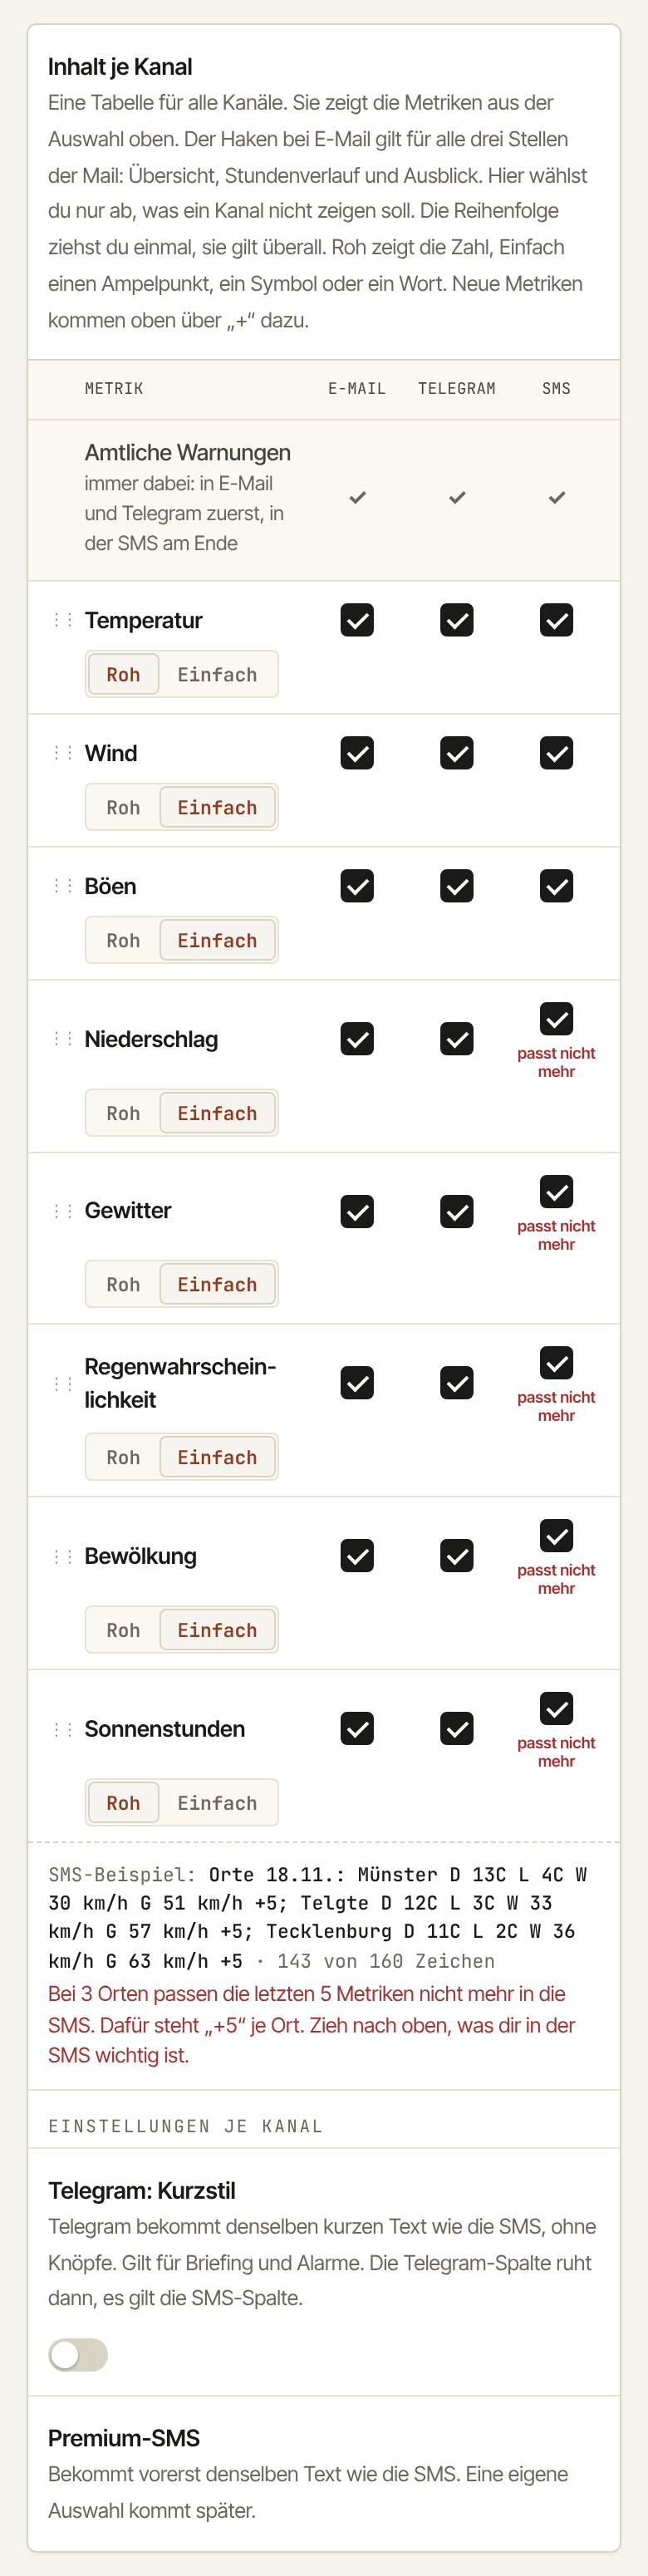 Inhalt je Kanal
Eine Tabelle für alle Kanäle. Sie zeigt die Metriken aus der
Auswahl oben. Der Haken bei E-Mail gilt für alle drei Stellen
der Mail: Übersicht, Stundenverlauf und Ausblick. Hier wählst
du nur ab, was ein Kanal nicht zeigen soll. Die Reihenfolge
ziehst du einmal, sie gilt überall. Roh zeigt die Zahl, Einfach
einen Ampelpunkt, ein Symbol oder ein Wort. Neue Metriken
kommen oben über „+“ dazu.
METRIK E-MAIL TELEGRAM SMS
Amtliche Warnungen
immer dabei: in E-Mail
und Telegram zuerst, in
der SMS am Ende
Temperatur
Roh Einfach
Wind
Roh Einfach
Böen
Roh Einfach
Niederschlag
passt nicht
mehr
Roh Einfach
Gewitter
passt nicht
mehr
Roh Einfach
Regenwahrschein-
lichkeit
passt nicht
mehr
Roh Einfach
Bewölkung
passt nicht
mehr
Roh Einfach
Sonnenstunden
passt nicht
mehr
Roh Einfach
SMS-Beispiel: Orte 18.11.: Münster D 13C L 4C W
30 km/h G 51 km/h +5; Telgte D 12C L 3C W 33
km/h G 57 km/h +5; Tecklenburg D 11C L 2C W 36
km/h G 63 km/h +5 · 143 von 160 Zeichen
Bei 3 Orten passen die letzten 5 Metriken nicht mehr in die
SMS. Dafür steht „+5“ je Ort. Zieh nach oben, was dir in der
SMS wichtig ist.
EINSTELLUNGEN JE KANAL
Telegram: Kurzstil
Telegram bekommt denselben kurzen Text wie die SMS, ohne
Knöpfe. Gilt für Briefing und Alarme. Die Telegram-Spalte ruht
dann, es gilt die SMS-Spalte.
Premium-SMS
Bekommt vorerst denselben Text wie die SMS. Eine eigene
Auswahl kommt später.